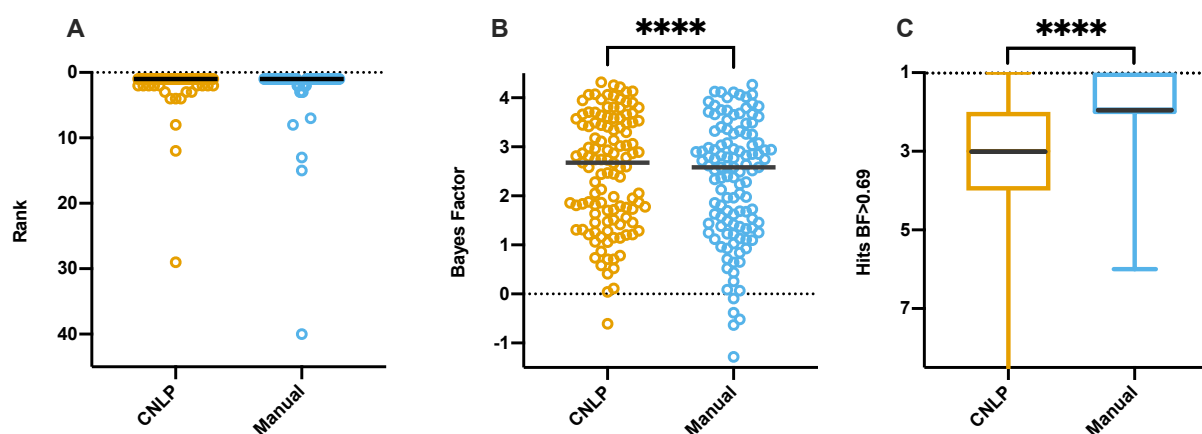 A
Rank
0
10
20
30
40
CNLP
Manual
B
****
Bayes Factor
4
3
2
1
0
-1
CNLP
Manual
C
****
Hits BF>0.69
1
3
5
7
CNLP
Manual